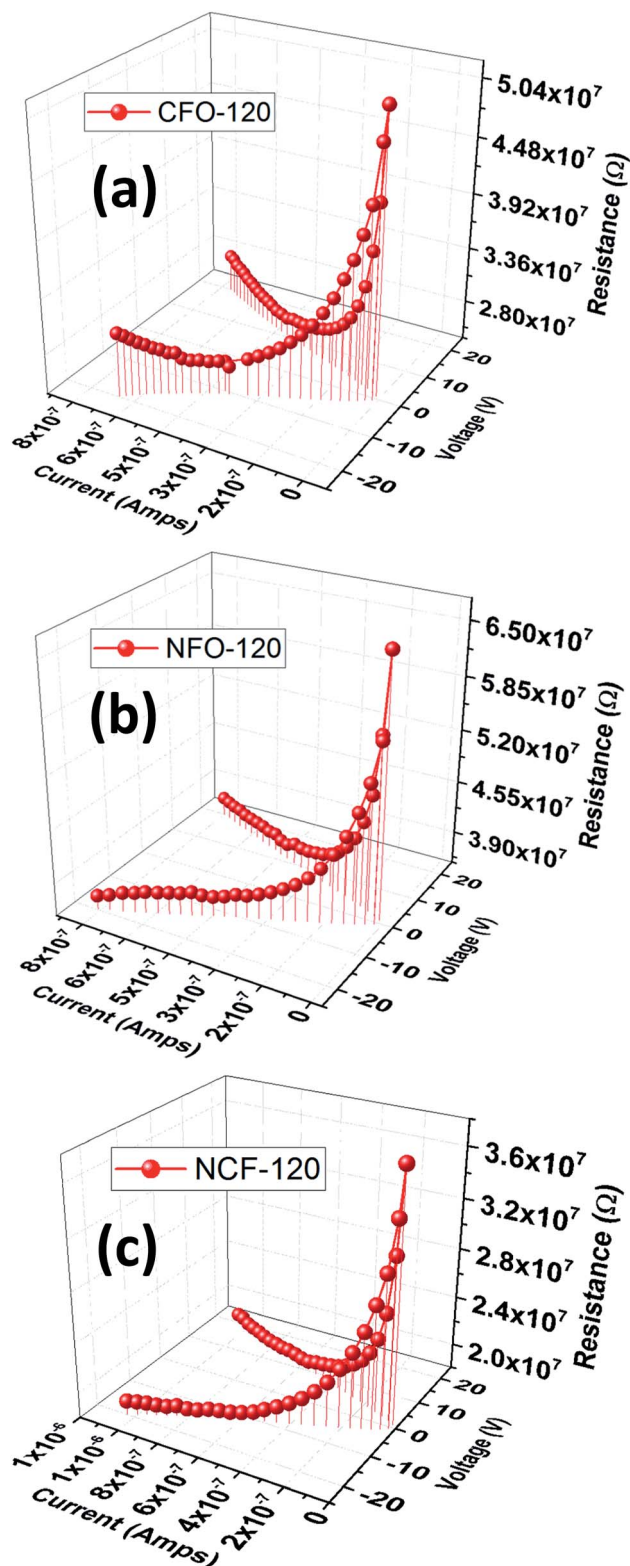 CFO-120
(a)
5.04x10⁷
4.48x10⁷
3.92x10⁷
3.36x10⁷
2.80x10⁷
Resistance (Ω)
20
10
0
-10
-20
Voltage (V)
8x10⁻⁷
6x10⁻⁷
5x10⁻⁷
3x10⁻⁷
2x10⁻⁷
0
Current (Amps)
NFO-120
(b)
6.50x10⁷
5.85x10⁷
5.20x10⁷
4.55x10⁷
3.90x10⁷
Resistance (Ω)
20
10
0
-10
-20
Voltage (V)
8x10⁻⁷
6x10⁻⁷
5x10⁻⁷
3x10⁻⁷
2x10⁻⁷
0
Current (Amps)
NCF-120
(c)
3.6x10⁷
3.2x10⁷
2.8x10⁷
2.4x10⁷
2.0x10⁷
Resistance (Ω)
20
10
0
-10
-20
Voltage (V)
1x10⁻⁶
1x10⁻⁶
8x10⁻⁷
6x10⁻⁷
4x10⁻⁷
2x10⁻⁷
0
Current (Amps)